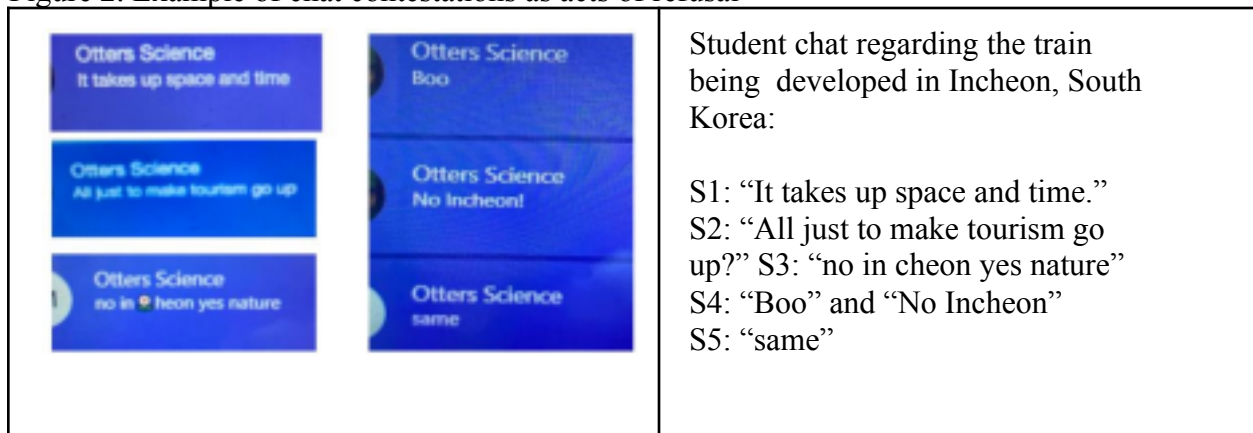 Figure 2: Example of chat contestations as acts of refusal
Otters Science
It takes up space and time
Otters Science
All just to make tourism go up
Otters Science
no in heon yes nature
Otters Science
Boo
Otters Science
No Incheon!
Otters Science
same
Student chat regarding the train
being developed in Incheon, South
Korea:
S1: “It takes up space and time.”
S2: “All just to make tourism go
up?” S3: “no in cheon yes nature”
S4: “Boo” and “No Incheon”
S5: “same”